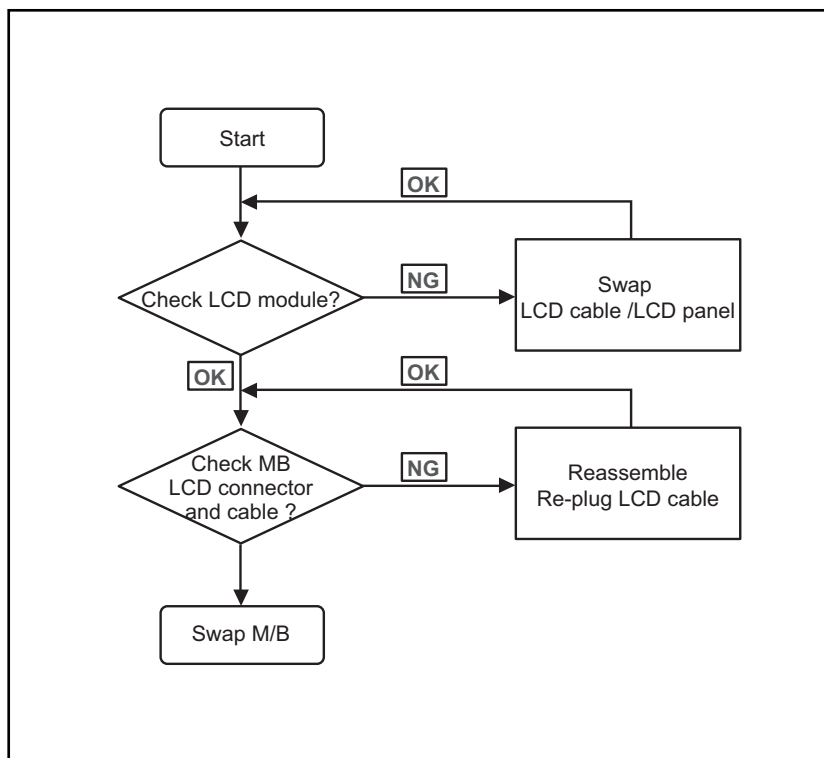 Start
OK
Check LCD module?
NG
Swap
LCD cable /LCD panel
OK
OK
Check MB
LCD connector
and cable ?
NG
Reassemble
Re-plug LCD cable
Swap M/B